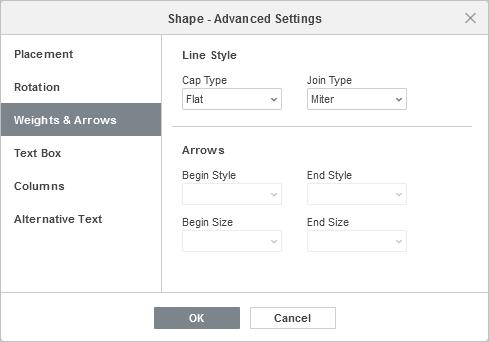 Shape - Advanced Settings
Placement
Rotation
Weights & Arrows
Text Box
Columns
Alternative Text
Line Style
Cap Type Join Type
Flat Miter
Arrows
Begin Style End Style
Begin Size End Size
OK Cancel